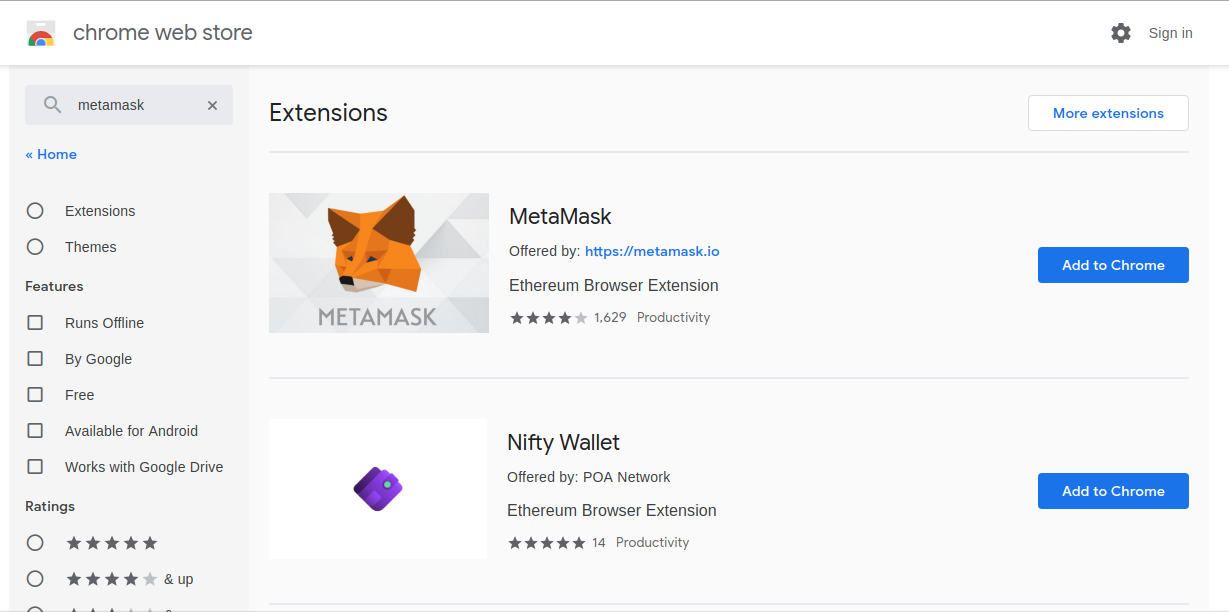 chrome web store
Sign in
metamask
« Home
Extensions
Themes
Features
Runs Offline
By Google
Free
Available for Android
Works with Google Drive
Ratings
& up
Extensions
More extensions
METAMASK
MetaMask
Offered by: https://metamask.io
Ethereum Browser Extension
1,629 Productivity
Add to Chrome
Nifty Wallet
Offered by: POA Network
Ethereum Browser Extension
14 Productivity
Add to Chrome